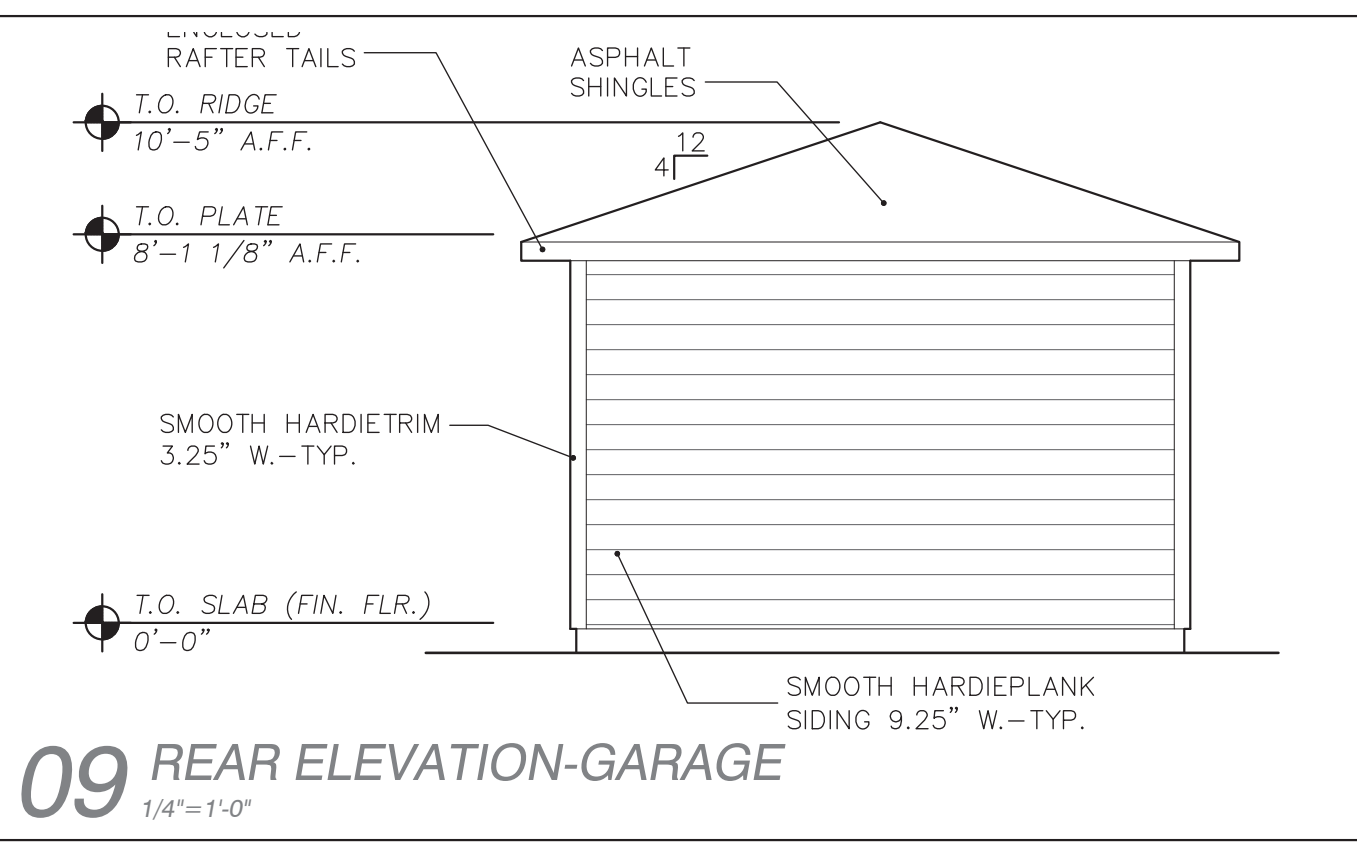 ENCLOSED
RAFTER TAILS
ASPHALT
SHINGLES
T.O. RIDGE
10'–5" A.F.F.
12
4
T.O. PLATE
8'–1 1/8" A.F.F.
SMOOTH HARDIETRIM
3.25" W.–TYP.
T.O. SLAB (FIN. FLR.)
0'–0"
SMOOTH HARDIEPLANK
SIDING 9.25" W.–TYP.
09 REAR ELEVATION-GARAGE
1/4"=1'-0"